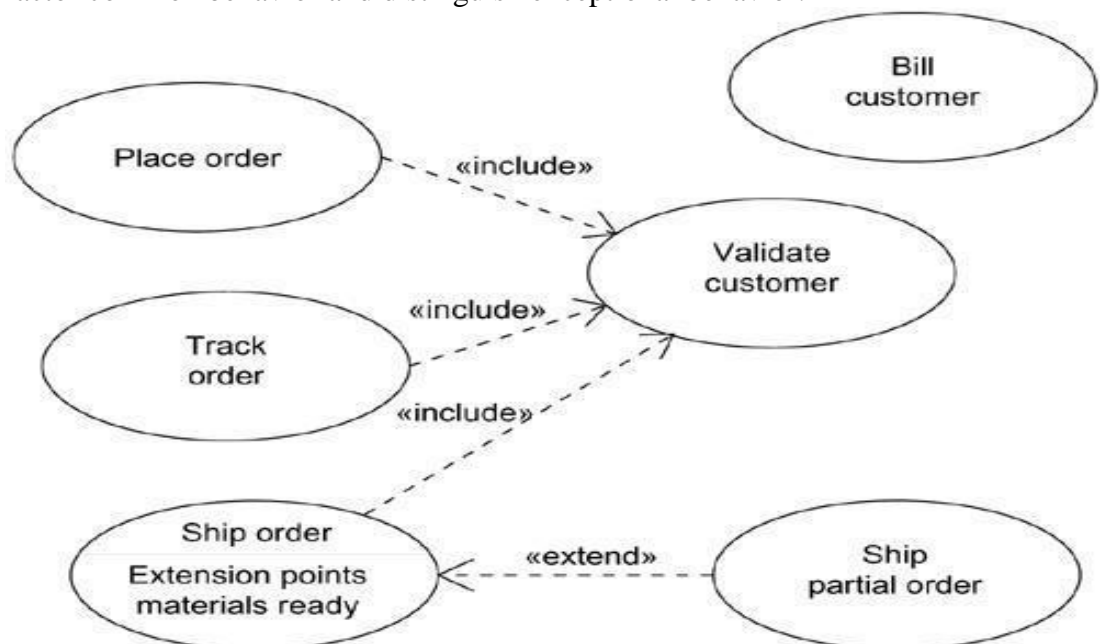 Bill
customer
Place order
«include»
Validate
customer
«include»
Track
order
«include»
Ship order
Extension points
materials ready
«extend»
Ship
partial order